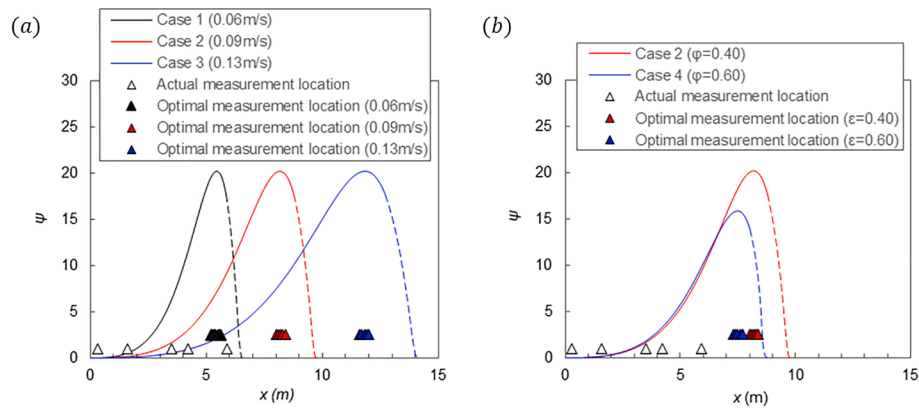 (a)
Case 1 (0.06m/s)
Case 2 (0.09m/s)
Case 3 (0.13m/s)
Actual measurement location
Optimal measurement location (0.06m/s)
Optimal measurement location (0.09m/s)
Optimal measurement location (0.13m/s)
30
25
20
15
10
5
0
ψ
0
5
10
15
x (m)
(b)
Case 2 (φ=0.40)
Case 4 (φ=0.60)
Actual measurement location
Optimal measurement location (ε=0.40)
Optimal measurement location (ε=0.60)
30
25
20
15
10
5
0
ψ
0
5
10
15
x (m)